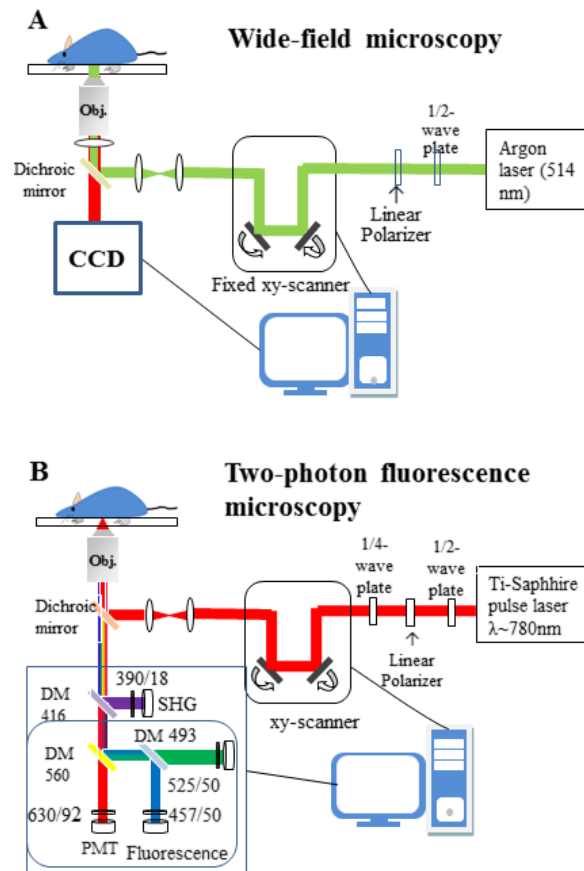 A
Wide-field microscopy
Obj.
1/2-
wave
plate
Argon
laser (514
nm)
Dichroic
mirror
Linear
Polarizer
CCD
Fixed xy-scanner
B
Two-photon fluorescence
microscopy
Obj.
1/4-
wave
plate
1/2-
wave
plate
Ti-Saphhire
pulse laser
λ~780nm
Dichroic
mirror
Linear
Polarizer
390/18
DM
416
SHG
xy-scanner
DM 493
DM
560
525/50
630/92
457/50
PMT
Fluorescence